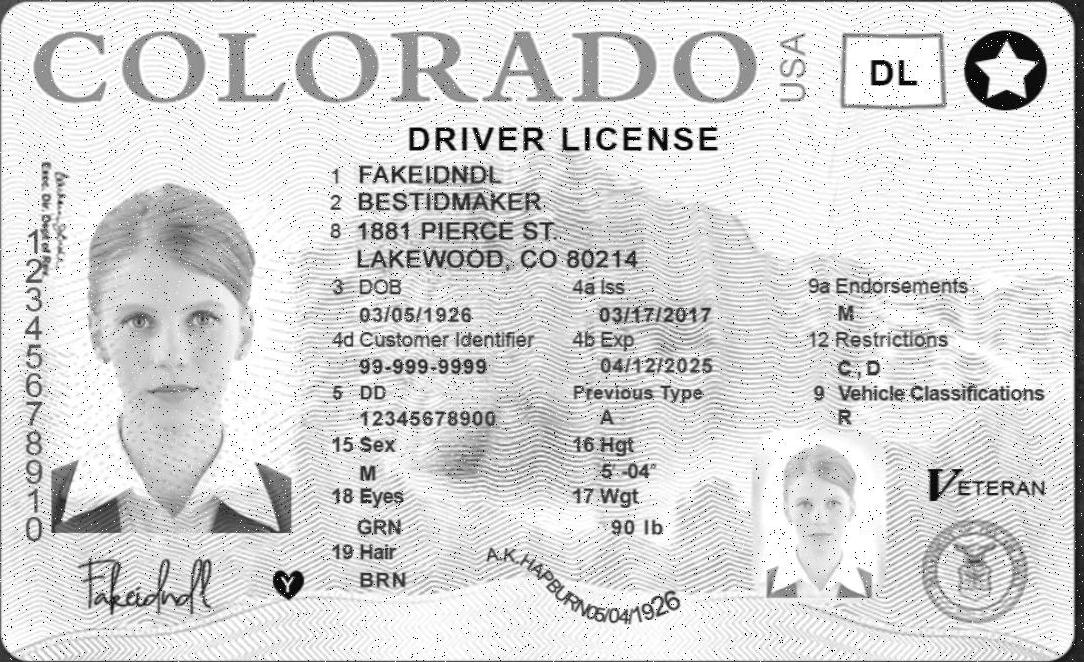 COLORADO USA DL
DRIVER LICENSE
1 FAKEIDNDL
2 BESTIDMAKER
8 1881 PIERCE ST.
LAKEWOOD, CO 80214
3 DOB 4a Iss 9a Endorsements
03/05/1926 03/17/2017 M
4d Customer Identifier 4b Exp 12 Restrictions
99-999-9999 04/12/2025 C, D
5 DD Previous Type 9 Vehicle Classifications
12345678900 A R
15 Sex 16 Hgt
M 5' -04"
18 Eyes 17 Wgt
GRN 90 lb
19 Hair
BRN
VETERAN
A.K.HAPBURN05/04/1926
Fakeidndl
Y
1
2
3
4
5
6
7
8
9
1
0